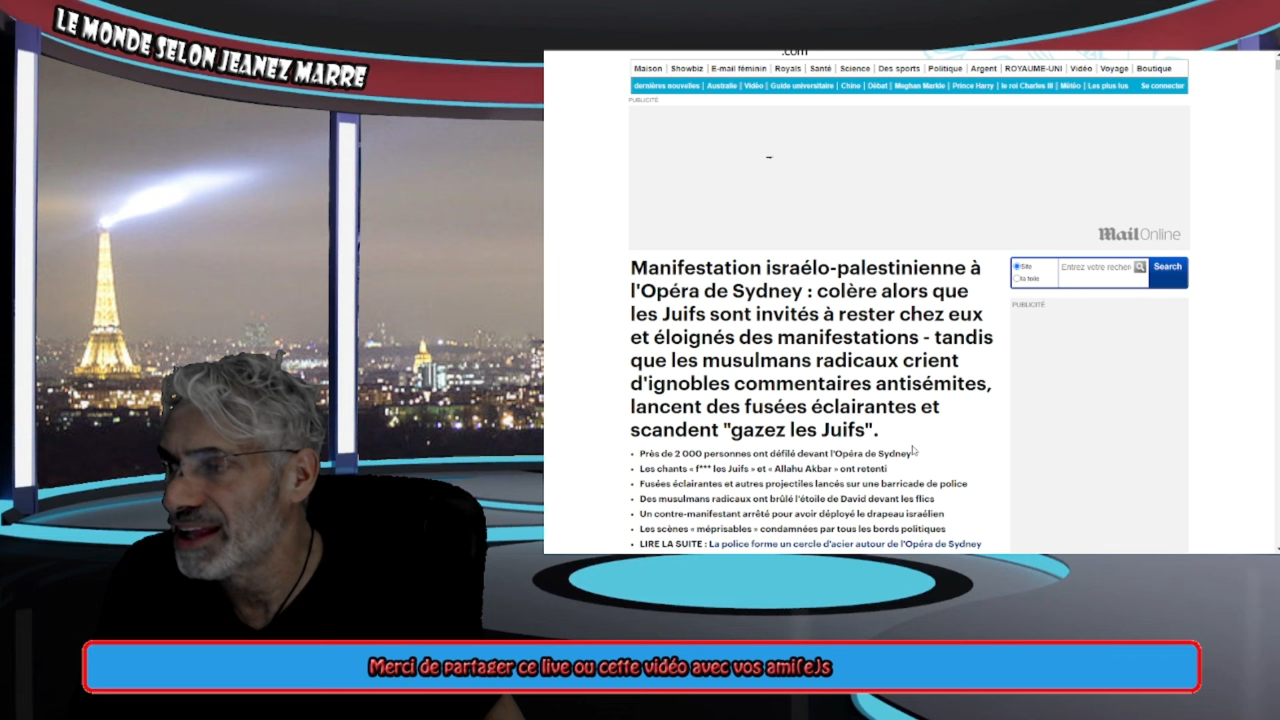 LE MONDE SELON JEANEZ MARRE
.com
Maison | Showbiz | E-mail féminin | Royals | Santé | Science | Des sports | Politique | Argent | ROYAUME-UNI | Vidéo | Voyage | Boutique
dernières nouvelles | Australie | Vidéo | Guide universitaire | Chine | Débat | Meghan Markle | Prince Harry | le roi Charles III | Météo | Les plus lus Se connecter
PUBLICITÉ
MailOnline
Manifestation israélo-palestinienne à
l'Opéra de Sydney : colère alors que
les Juifs sont invités à rester chez eux
et éloignés des manifestations - tandis
que les musulmans radicaux crient
d'ignobles commentaires antisémites,
lancent des fusées éclairantes et
scandent "gazez les Juifs".
Site
la toile
Entrez votre recher
Search
PUBLICITÉ
• Près de 2 000 personnes ont défilé devant l'Opéra de Sydney
• Les chants « f*** les Juifs » et « Allahu Akbar » ont retenti
• Fusées éclairantes et autres projectiles lancés sur une barricade de police
• Des musulmans radicaux ont brûlé l'étoile de David devant les flics
• Un contre-manifestant arrêté pour avoir déployé le drapeau israélien
• Les scènes « méprisables » condamnées par tous les bords politiques
• LIRE LA SUITE : La police forme un cercle d'acier autour de l'Opéra de Sydney
Merci de partager ce live ou cette vidéo avec vos ami(e)s